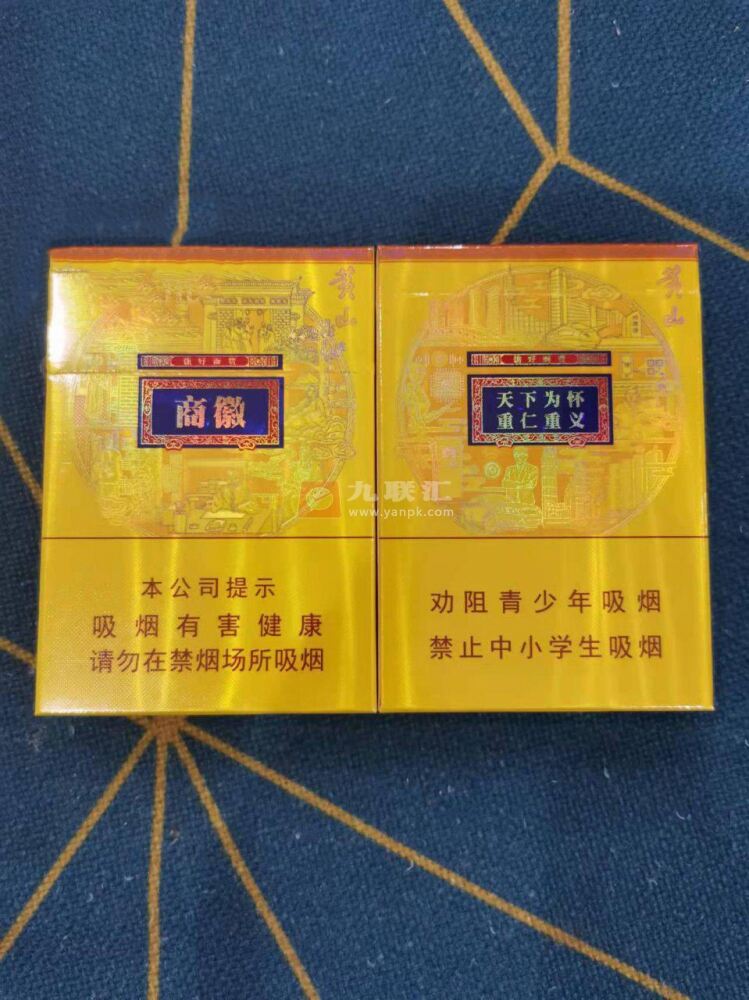 黄山
徽商
本公司提示
吸烟有害健康
请勿在禁烟场所吸烟
黄山
天下为怀
重仁重义
劝阻青少年吸烟
禁止中小学生吸烟
九联汇
www.yanpk.com